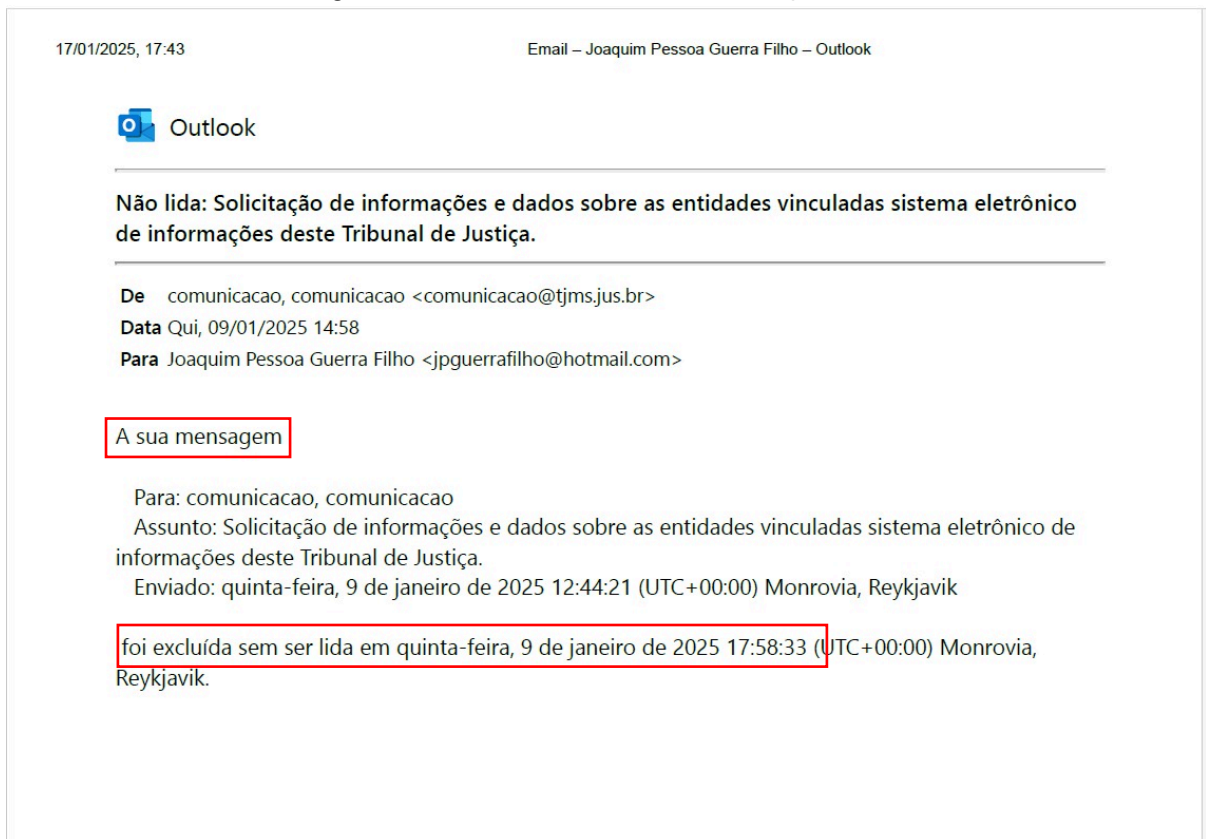 17/01/2025, 17:43 Email – Joaquim Pessoa Guerra Filho – Outlook
Outlook
Não lida: Solicitação de informações e dados sobre as entidades vinculadas sistema eletrônico
de informações deste Tribunal de Justiça.
De comunicacao, comunicacao <comunicacao@tjms.jus.br>
Data Qui, 09/01/2025 14:58
Para Joaquim Pessoa Guerra Filho <jpguerrafilho@hotmail.com>
A sua mensagem
Para: comunicacao, comunicacao
Assunto: Solicitação de informações e dados sobre as entidades vinculadas sistema eletrônico de
informações deste Tribunal de Justiça.
Enviado: quinta-feira, 9 de janeiro de 2025 12:44:21 (UTC+00:00) Monrovia, Reykjavik
foi excluída sem ser lida em quinta-feira, 9 de janeiro de 2025 17:58:33 (UTC+00:00) Monrovia,
Reykjavik.